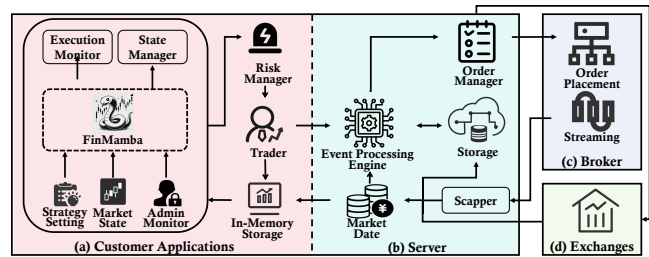 Execution
Monitor
State
Manager
FinMamba
Strategy
Setting
Market
State
Admin
Monitor
(a) Customer Applications
Risk
Manager
Trader
In-Memory
Storage
Event Processing
Engine
¥
Market
Date
(b) Server
Order
Manager
Storage
Scapper
Order
Placement
Streaming
(c) Broker
(d) Exchanges